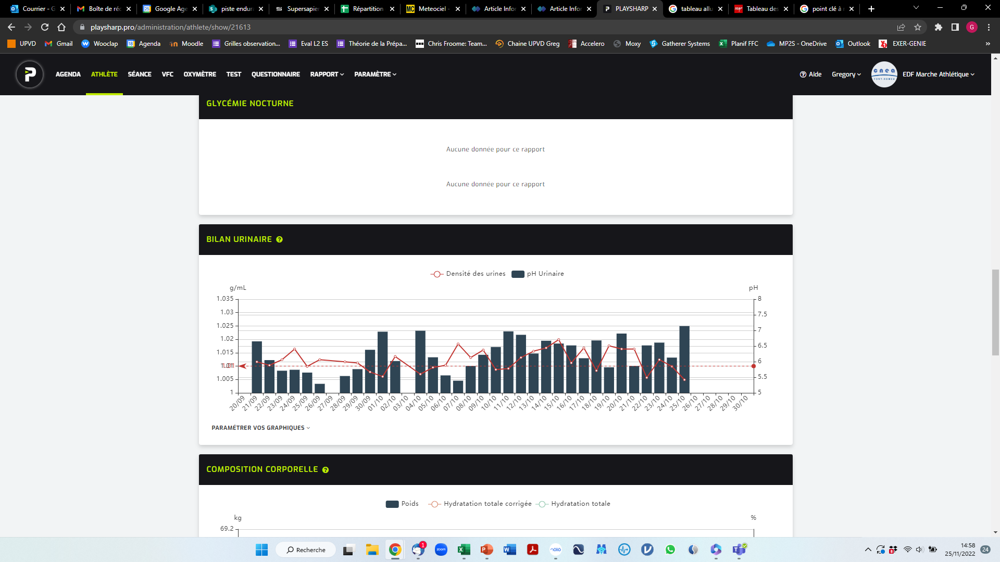 Courrier - G
Boîte de réc
Google Age
piste endura
Supersapien
Répartition
Meteociel -
Article Infor
Article Infor
PLAYSHARP
tableau allu
Tableau des
point clé à r
playsharp.pro/administration/athlete/show/21613
UPVD
Gmail
Wooclap
Agenda
Moodle
Grilles observation...
Eval L2 ES
Théorie de la Prépa...
Chris Froome: Team...
Chaine UPVD Greg
Accelero
Moxy
Gatherer Systems
Planif FFC
MP2S - OneDrive
Outlook
EXER-GENIE
AGENDA
ATHLÈTE
SÉANCE
VFC
OXYMÈTRE
TEST
QUESTIONNAIRE
RAPPORT
PARAMÈTRE
Aide
Gregory
cnea
FONT-ROMEU
EDF Marche Athlétique
GLYCÉMIE NOCTURNE
Aucune donnée pour ce rapport
Aucune donnée pour ce rapport
BILAN URINAIRE
Densité des urines
pH Urinaire
g/mL
pH
1.035
1.03
1.025
1.02
1.015
1.01
1.005
1
8
7.5
7
6.5
6
5.5
5
20/09
21/09
22/09
23/09
24/09
25/09
26/09
27/09
28/09
29/09
30/09
01/10
02/10
03/10
04/10
05/10
06/10
07/10
08/10
09/10
10/10
11/10
12/10
13/10
14/10
15/10
16/10
17/10
18/10
19/10
20/10
21/10
22/10
23/10
24/10
25/10
26/10
27/10
28/10
29/10
30/10
PARAMÉTRER VOS GRAPHIQUES
COMPOSITION CORPORELLE
Poids
Hydratation totale corrigée
Hydratation totale
kg
%
69.2
Recherche
14:58
25/11/2022
24